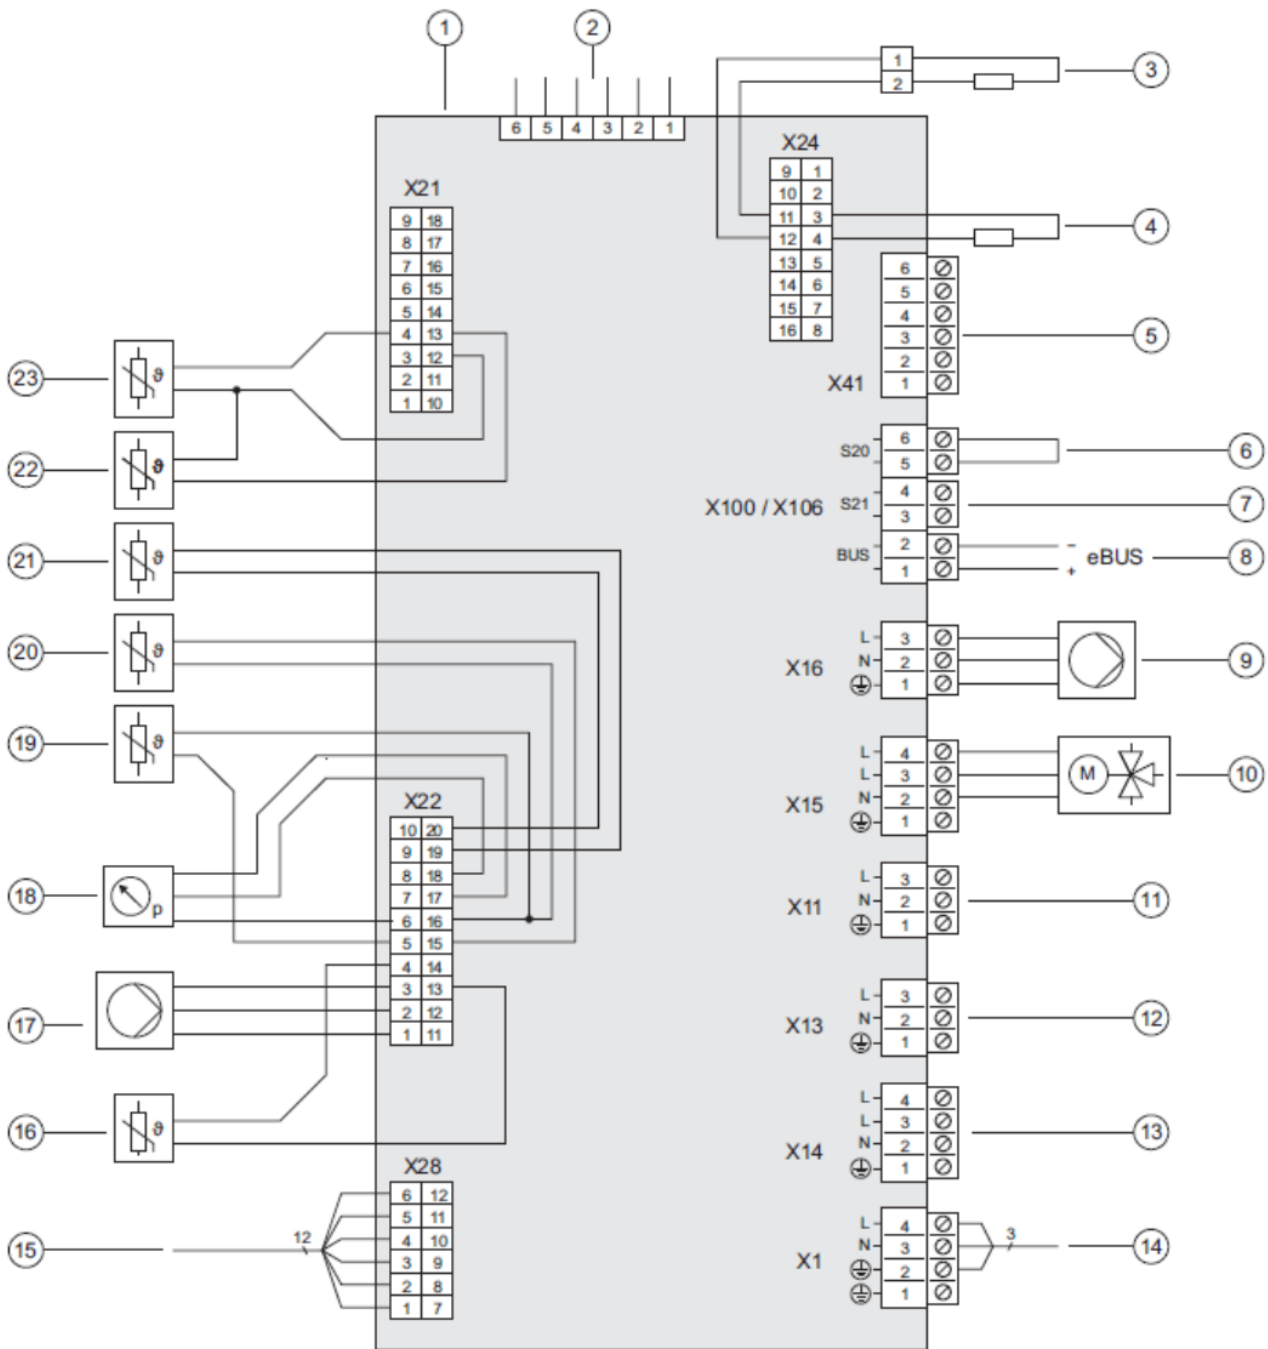 1
2
3
1
2
6 5 4 3 2 1
X24
9 1
10 2
11 3
12 4
13 5
14 6
15 7
16 8
4
X21
9 18
8 17
7 16
6 15
5 14
4 13
3 12
2 11
1 10
6
5
4
3
2
1
X41
5
23
ϑ
22
ϑ
S20
6
5
6
X100 / X106
S21
4
3
7
BUS
2
1
−
+
eBUS
8
21
ϑ
20
ϑ
X16
L 3
N 2
1
9
19
ϑ
X15
L 4
L 3
N 2
1
M
10
X22
10 20
9 19
8 18
7 17
6 16
5 15
4 14
3 13
2 12
1 11
18
p
X11
L 3
N 2
1
11
17
X13
L 3
N 2
1
12
16
ϑ
X14
L 4
L 3
N 2
1
13
X28
6 12
5 11
4 10
3 9
2 8
1 7
15
12
X1
L 4
N 3
2
1
3
14